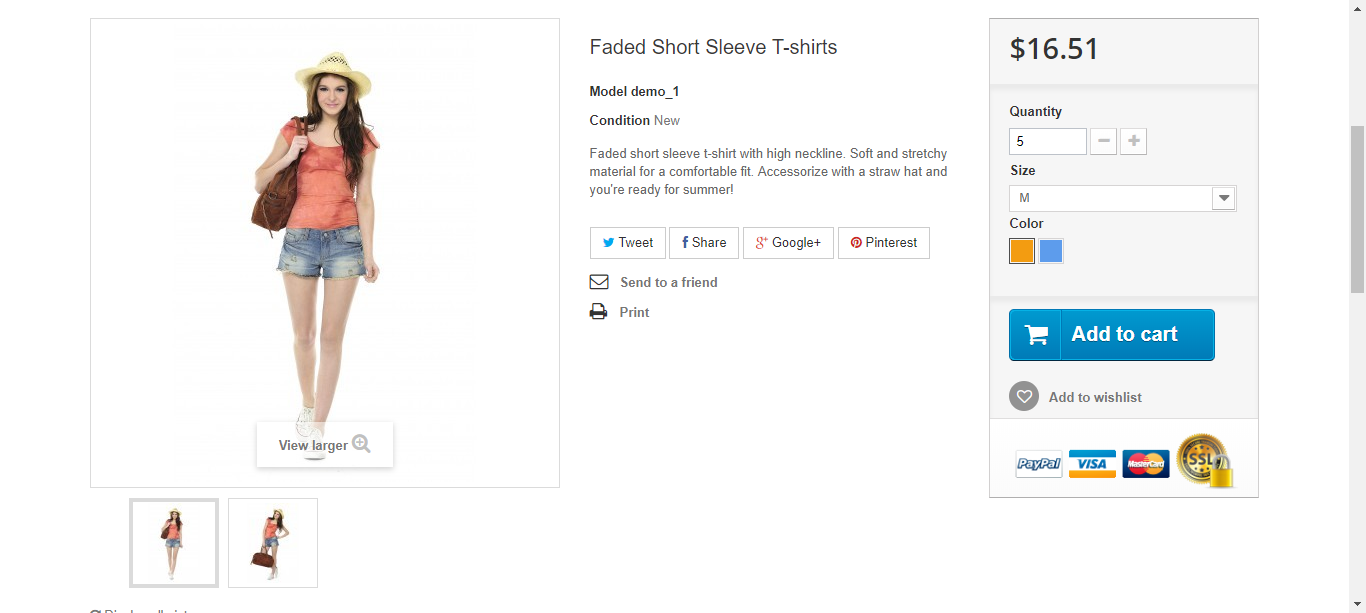 Faded Short Sleeve T-shirts
Model demo_1
Condition New
Faded short sleeve t-shirt with high neckline. Soft and stretchy
material for a comfortable fit. Accessorize with a straw hat and
you're ready for summer!
Tweet
Share
Google+
Pinterest
Send to a friend
Print
View larger
$16.51
Quantity
5
Size
M
Color
Add to cart
Add to wishlist
PayPal
VISA
MasterCard
SSL